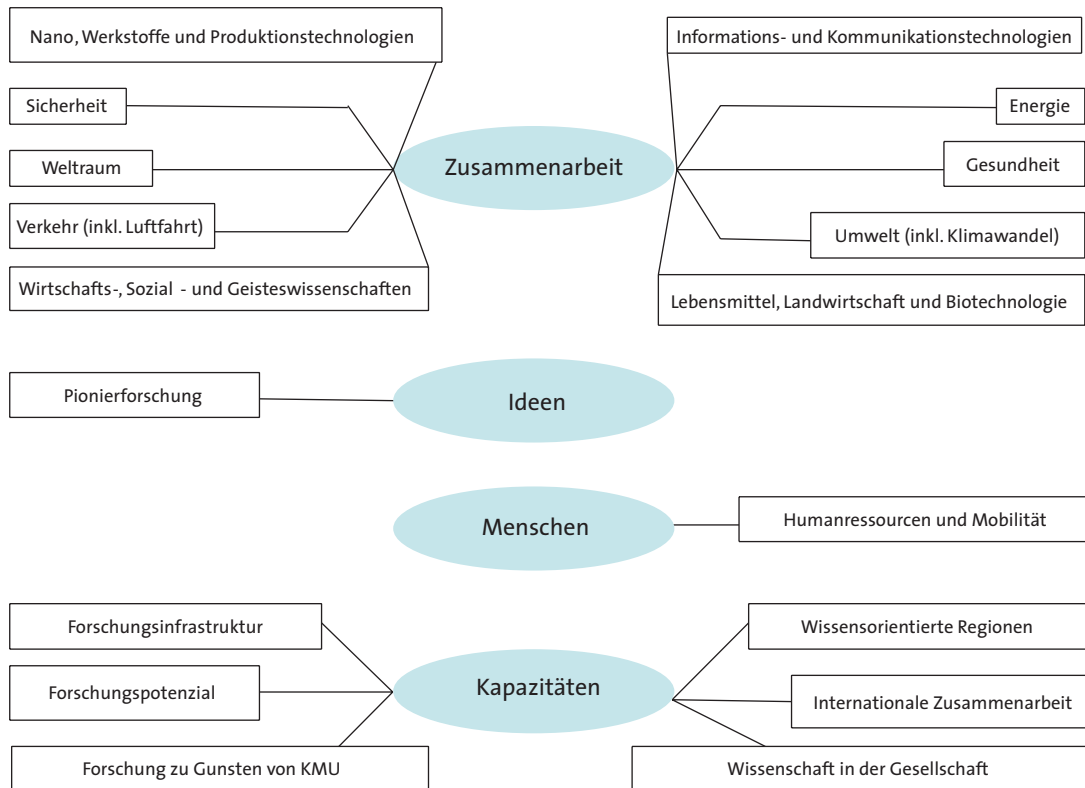 Nano, Werkstoffe und Produktionstechnologien
Informations- und Kommunikationstechnologien
Sicherheit
Energie
Zusammenarbeit
Weltraum
Gesundheit
Verkehr (inkl. Luftfahrt)
Umwelt (inkl. Klimawandel)
Wirtschafts-, Sozial - und Geisteswissenschaften
Lebensmittel, Landwirtschaft und Biotechnologie
Pionierforschung
Ideen
Menschen
Humanressourcen und Mobilität
Forschungsinfrastruktur
Wissensorientierte Regionen
Forschungspotenzial
Kapazitäten
Internationale Zusammenarbeit
Forschung zu Gunsten von KMU
Wissenschaft in der Gesellschaft